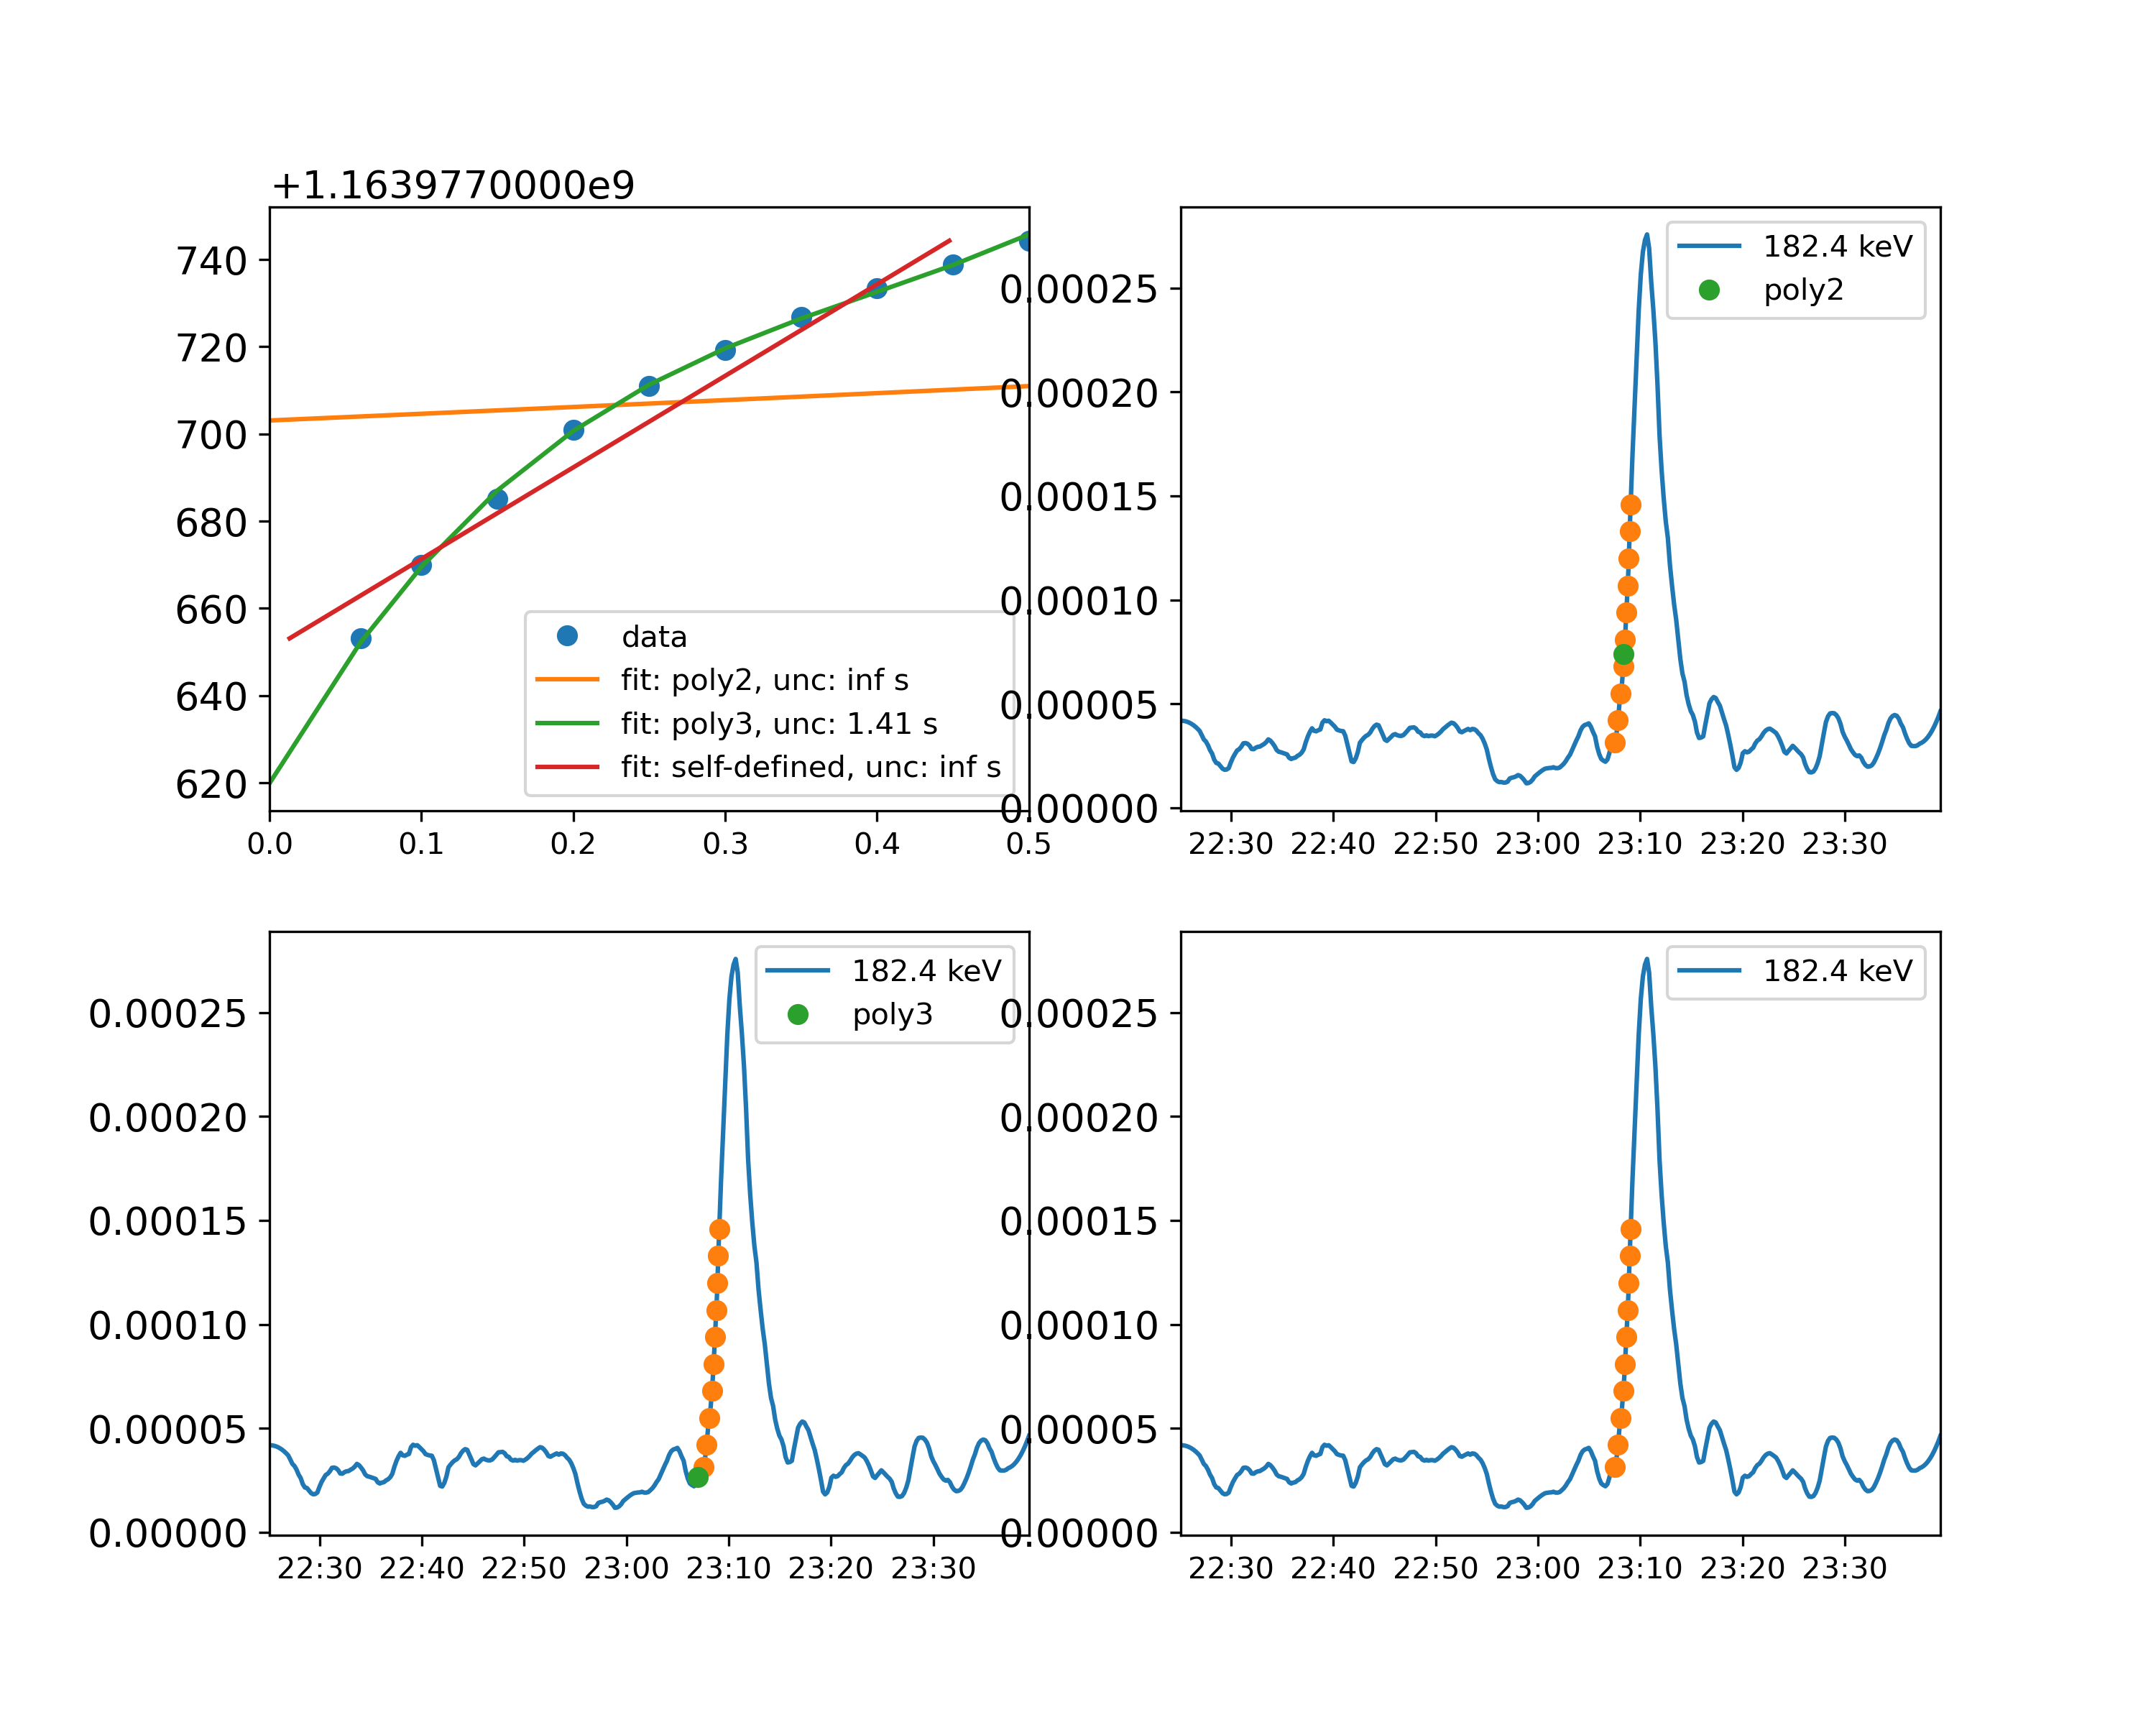 +1.1639770000e9
740
720
700
680
660
640
620
data
fit: poly2, unc: inf s
fit: poly3, unc: 1.41 s
fit: self-defined, unc: inf s
0.0 0.1 0.2 0.3 0.4 0.5
182.4 keV
poly2
0.00025
0.00020
0.00015
0.00010
0.00005
0.00000
22:30 22:40 22:50 23:00 23:10 23:20 23:30
182.4 keV
poly3
0.00025
0.00020
0.00015
0.00010
0.00005
0.00000
22:30 22:40 22:50 23:00 23:10 23:20 23:30
182.4 keV
0.00025
0.00020
0.00015
0.00010
0.00005
0.00000
22:30 22:40 22:50 23:00 23:10 23:20 23:30